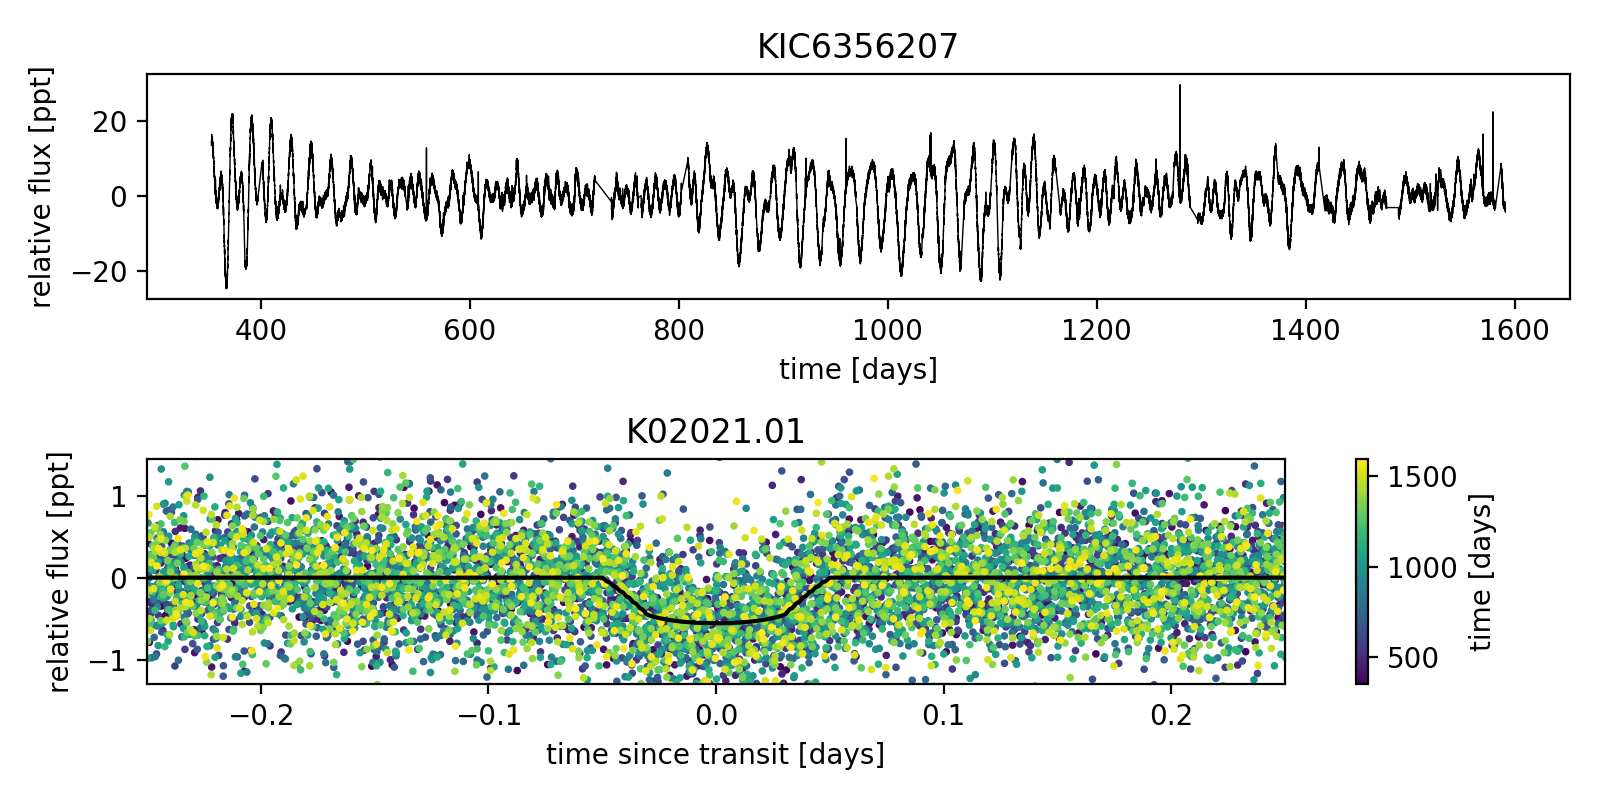 KIC6356207
relative flux [ppt]
20
0
−20
400 600 800 1000 1200 1400 1600
time [days]
K02021.01
relative flux [ppt]
1
0
−1
−0.2 −0.1 0.0 0.1 0.2
time since transit [days]
1500
1000
500
time [days]